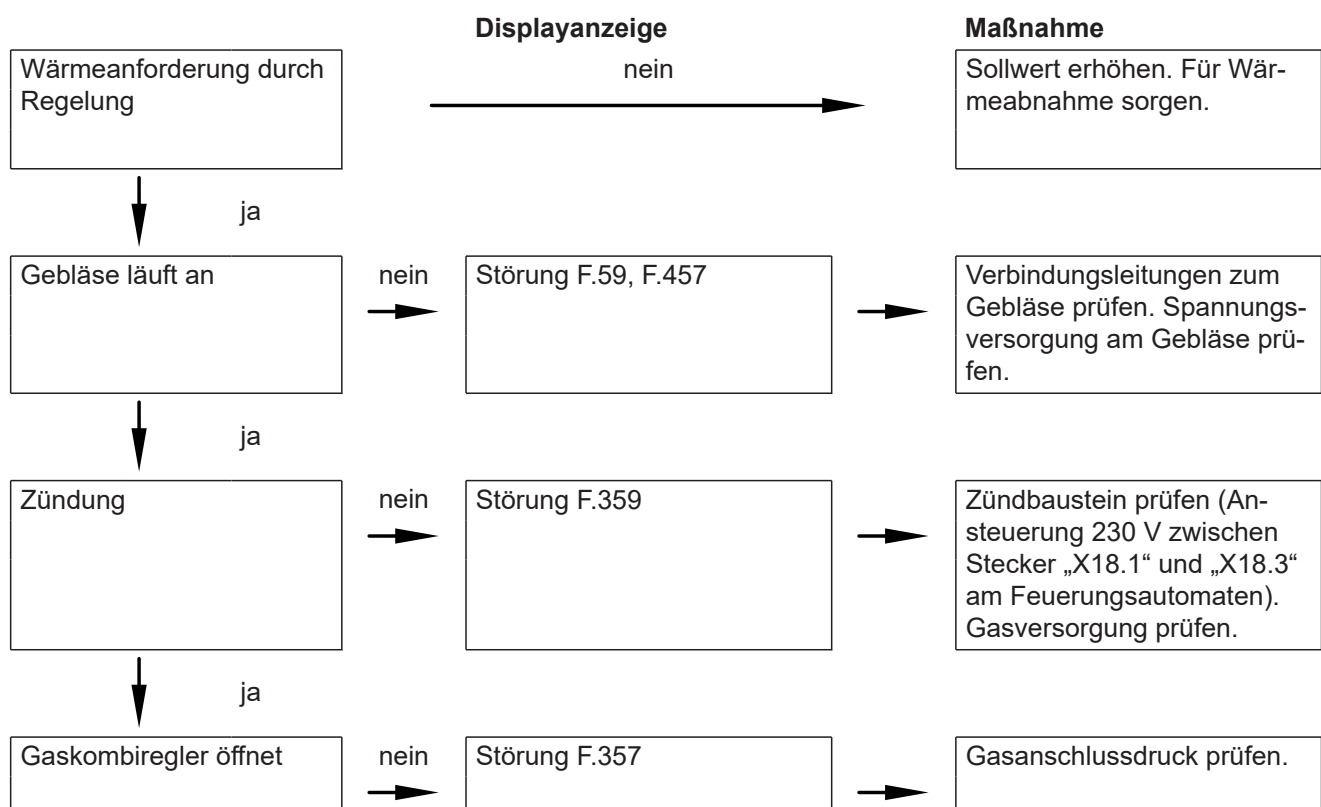 Displayanzeige
Maßnahme
Wärmeanforderung durch
Regelung
nein
Sollwert erhöhen. Für Wär-
meabnahme sorgen.
ja
Gebläse läuft an
nein
Störung F.59, F.457
Verbindungsleitungen zum
Gebläse prüfen. Spannungs-
versorgung am Gebläse prü-
fen.
ja
Zündung
nein
Störung F.359
Zündbaustein prüfen (An-
steuerung 230 V zwischen
Stecker „X18.1“ und „X18.3“
am Feuerungsautomaten).
Gasversorgung prüfen.
ja
Gaskombiregler öffnet
nein
Störung F.357
Gasanschlussdruck prüfen.